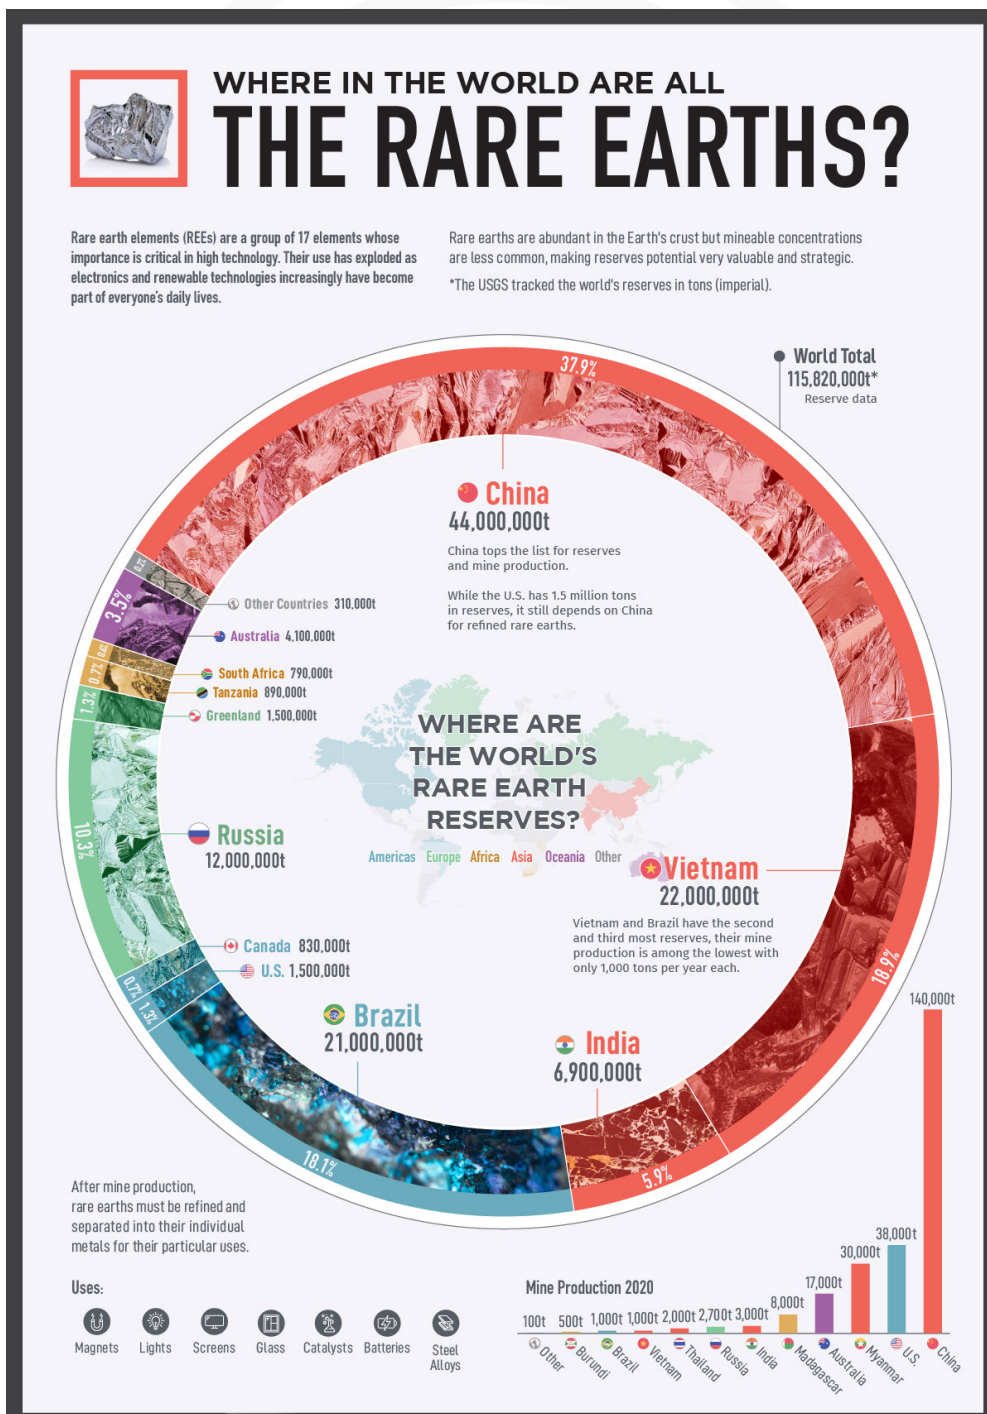 WHERE IN THE WORLD ARE ALL
THE RARE EARTHS?
Rare earth elements (REEs) are a group of 17 elements whose
importance is critical in high technology. Their use has exploded as
electronics and renewable technologies increasingly have become
part of everyone's daily lives.
Rare earths are abundant in the Earth's crust but mineable concentrations
are less common, making reserves potential very valuable and strategic.
*The USGS tracked the world's reserves in tons (imperial).
World Total
115,820,000t*
Reserve data
37.9%
China
44,000,000t
China tops the list for reserves
and mine production.
While the U.S. has 1.5 million tons
in reserves, it still depends on China
for refined rare earths.
0.2%
Other Countries 310,000t
3.5%
Australia 4,100,000t
0.6%
South Africa 790,000t
0.7%
Tanzania 890,000t
1.3%
Greenland 1,500,000t
WHERE ARE
THE WORLD'S
RARE EARTH
RESERVES?
Americas Europe Africa Asia Oceania Other
10.3%
Russia
12,000,000t
Vietnam
22,000,000t
Vietnam and Brazil have the second
and third most reserves, their mine
production is among the lowest with
only 1,000 tons per year each.
18.9%
Canada 830,000t
0.7%
U.S. 1,500,000t
1.3%
Brazil
21,000,000t
18.1%
India
6,900,000t
5.9%
After mine production,
rare earths must be refined and
separated into their individual
metals for their particular uses.
Uses:
Magnets
Lights
Screens
Glass
Catalysts
Batteries
Steel
Alloys
Mine Production 2020
100t
500t
1,000t
1,000t
2,000t
2,700t
3,000t
8,000t
17,000t
30,000t
38,000t
140,000t
Other
Burundi
Brazil
Vietnam
Thailand
Russia
India
Madagascar
Australia
Myanmar
U.S.
China